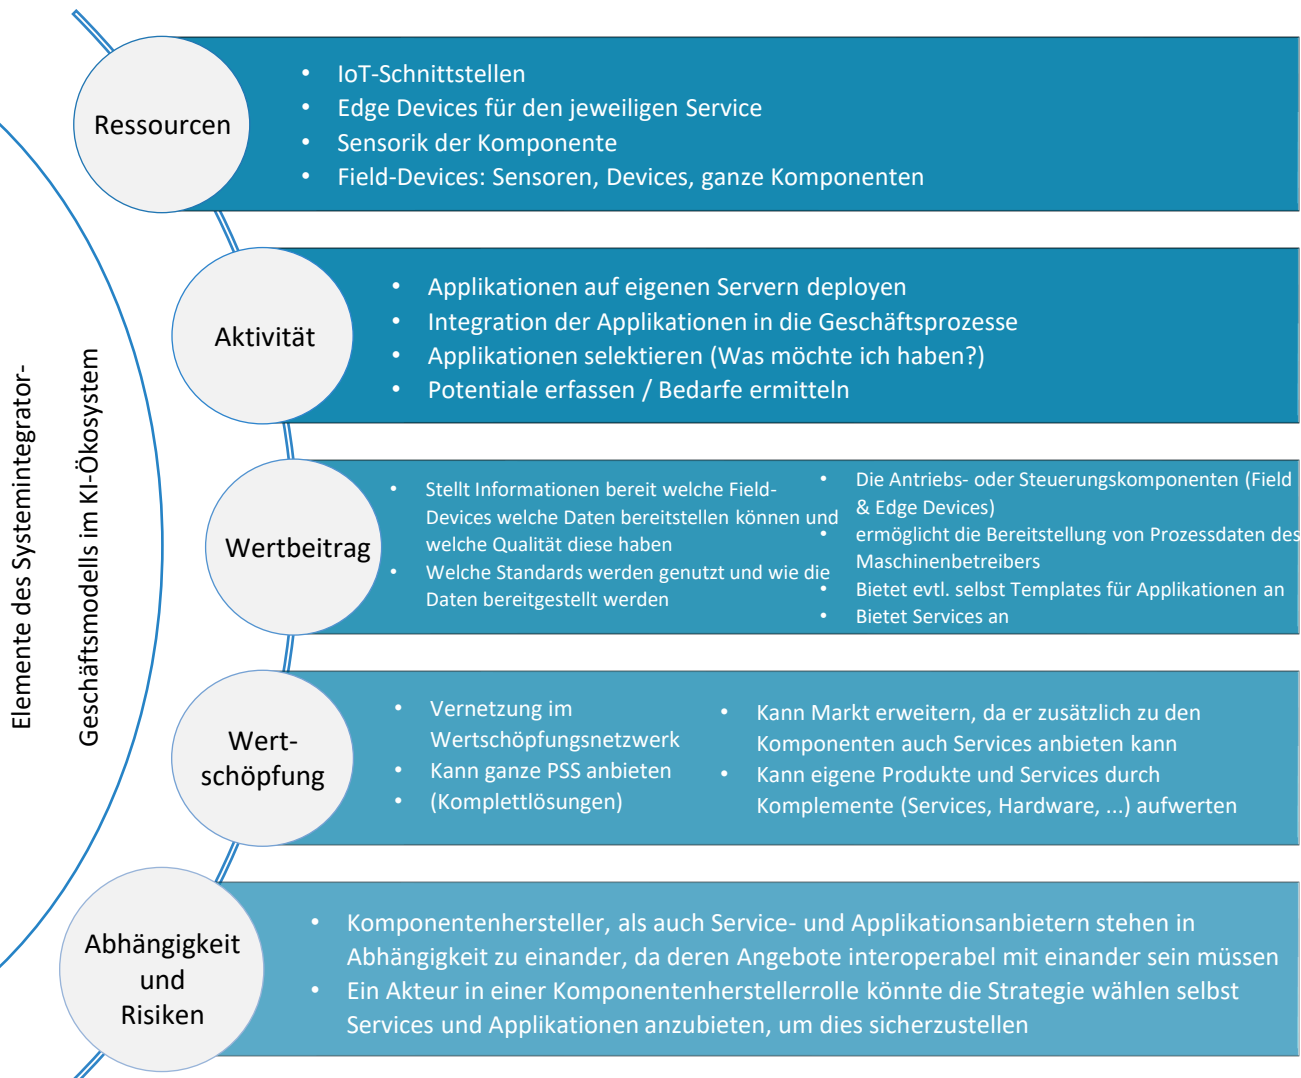 Elemente des Systemintegrator-
Geschäftsmodells im KI-Ökosystem
Ressourcen
• IoT-Schnittstellen
• Edge Devices für den jeweiligen Service
• Sensorik der Komponente
• Field-Devices: Sensoren, Devices, ganze Komponenten
Aktivität
• Applikationen auf eigenen Servern deployen
• Integration der Applikationen in die Geschäftsprozesse
• Applikationen selektieren (Was möchte ich haben?)
• Potentiale erfassen / Bedarfe ermitteln
Wertbeitrag
• Stellt Informationen bereit welche Field-
Devices welche Daten bereitstellen können und
welche Qualität diese haben
• Welche Standards werden genutzt und wie die
Daten bereitgestellt werden
• Die Antriebs- oder Steuerungskomponenten (Field
& Edge Devices)
• ermöglicht die Bereitstellung von Prozessdaten des
Maschinenbetreibers
• Bietet evtl. selbst Templates für Applikationen an
• Bietet Services an
Wert-
schöpfung
• Vernetzung im
Wertschöpfungsnetzwerk
• Kann ganze PSS anbieten
• (Komplettlösungen)
• Kann Markt erweitern, da er zusätzlich zu den
Komponenten auch Services anbieten kann
• Kann eigene Produkte und Services durch
Komplemente (Services, Hardware, ...) aufwerten
Abhängigkeit
und
Risiken
• Komponentenhersteller, als auch Service- und Applikationsanbietern stehen in
Abhängigkeit zu einander, da deren Angebote interoperabel mit einander sein müssen
• Ein Akteur in einer Komponentenherstellerrolle könnte die Strategie wählen selbst
Services und Applikationen anzubieten, um dies sicherzustellen